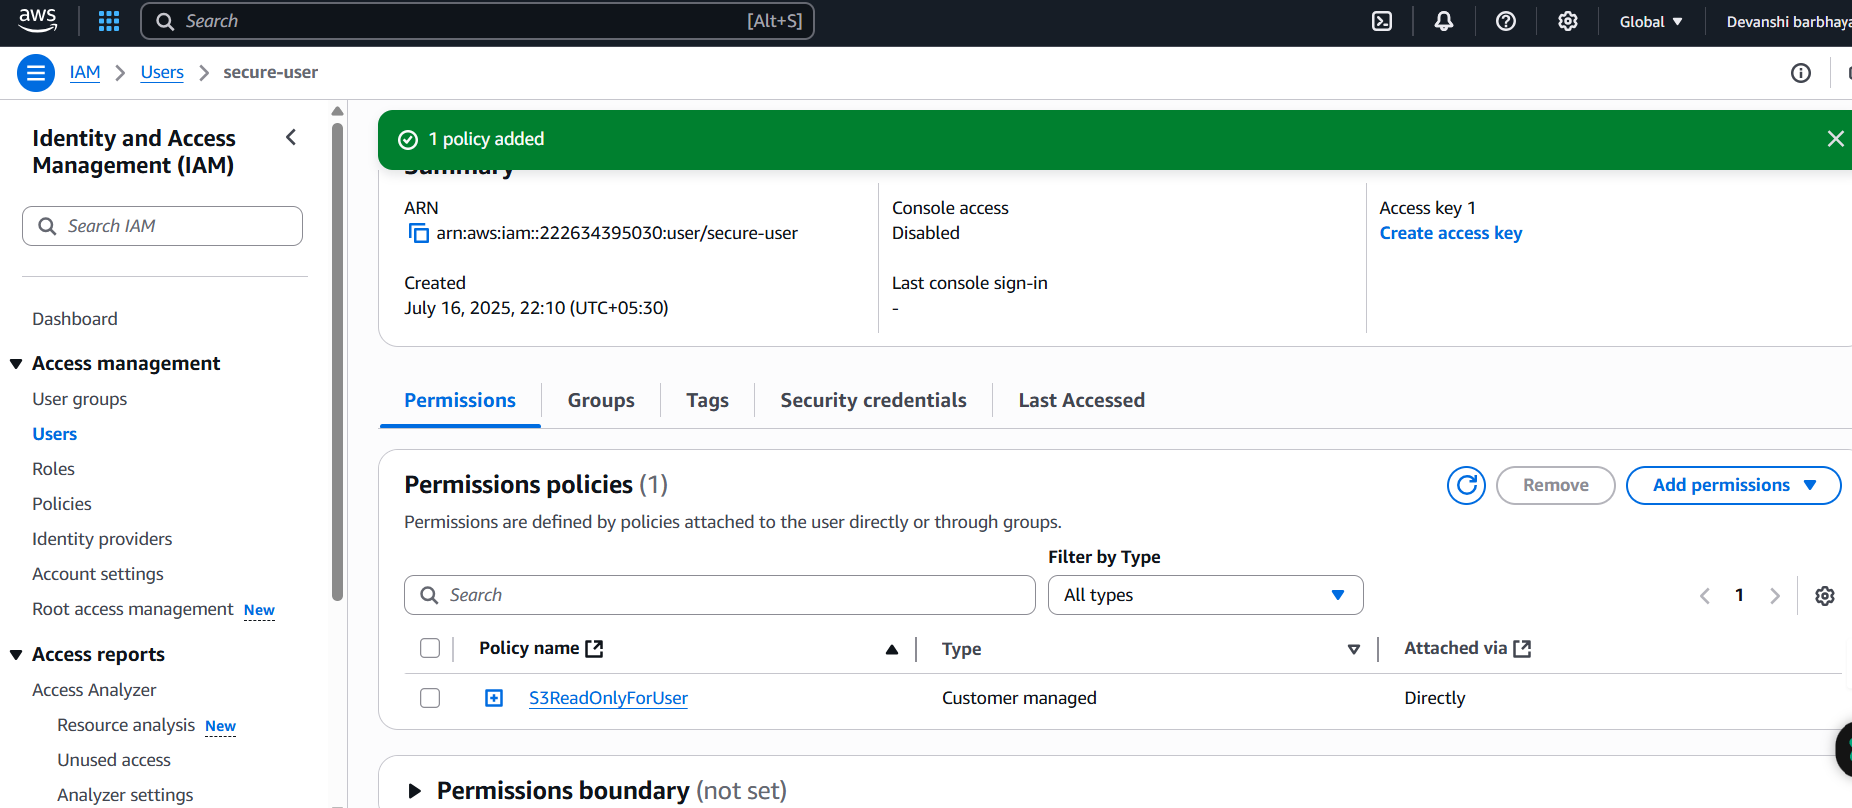 aws
Search
[Alt+S]
Global
Devanshi barbhaya
IAM
Users
secure-user
Identity and Access
Management (IAM)
Search IAM
Dashboard
Access management
User groups
Users
Roles
Policies
Identity providers
Account settings
Root access management New
Access reports
Access Analyzer
Resource analysis New
Unused access
Analyzer settings
1 policy added
Summary
ARN
arn:aws:iam::222634395030:user/secure-user
Created
July 16, 2025, 22:10 (UTC+05:30)
Console access
Disabled
Last console sign-in
-
Access key 1
Create access key
Permissions
Groups
Tags
Security credentials
Last Accessed
Permissions policies (1)
Remove
Add permissions
Permissions are defined by policies attached to the user directly or through groups.
Filter by Type
Search
All types
1
Policy name
Type
Attached via
S3ReadOnlyForUser
Customer managed
Directly
Permissions boundary (not set)